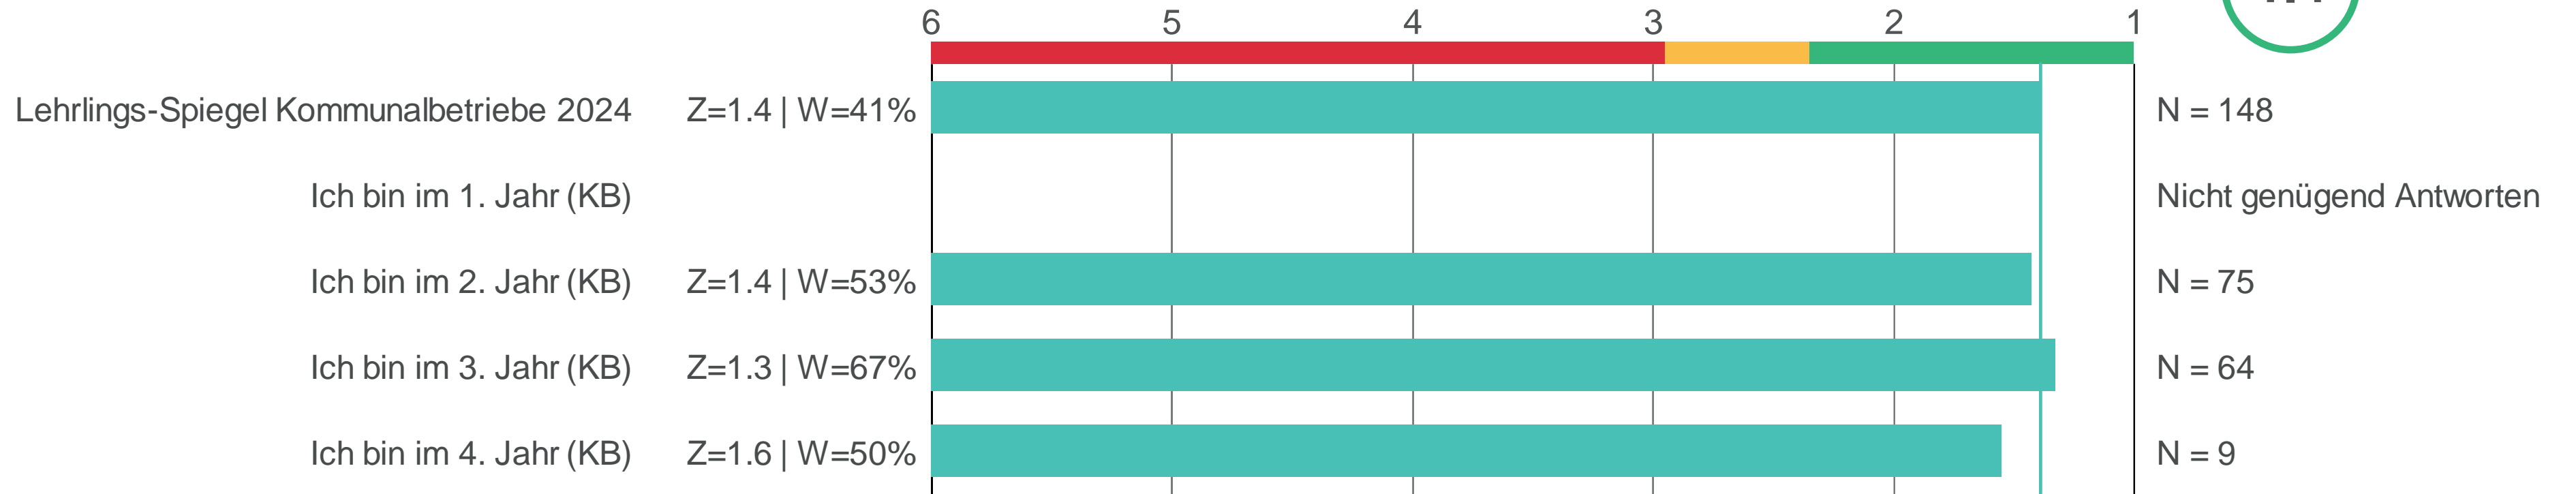 6 5 4 3 2 1
Lehrlings-Spiegel Kommunalbetriebe 2024 Z=1.4 | W=41% N = 148
Ich bin im 1. Jahr (KB) Nicht genügend Antworten
Ich bin im 2. Jahr (KB) Z=1.4 | W=53% N = 75
Ich bin im 3. Jahr (KB) Z=1.3 | W=67% N = 64
Ich bin im 4. Jahr (KB) Z=1.6 | W=50% N = 9